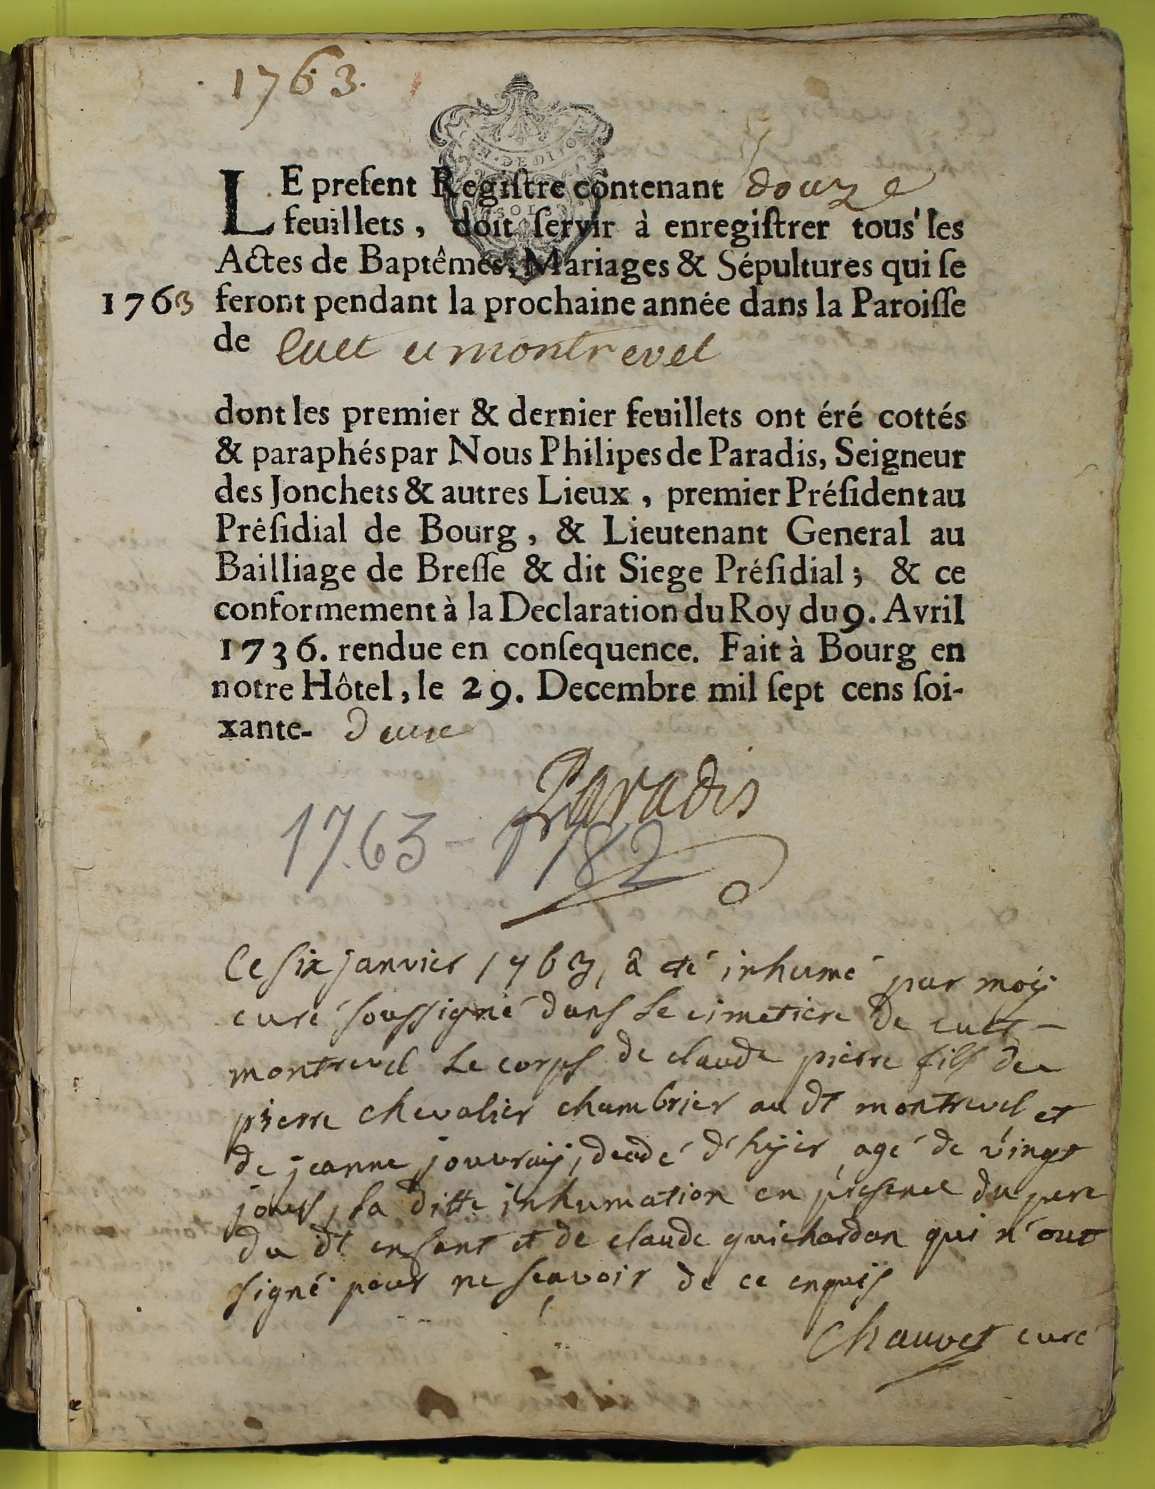 1763.
GEN. DE DIJON
LE preſent Regiſtre contenant douze
feuillets, doit ſervir à enregiſtrer tous les
Actes de Baptêmes, Mariages & Sépultures qui ſe
1763 feront pendant la prochaine année dans la Paroiſſe
de Cuet et montrevel
dont les premier & dernier feuillets ont éré cottés
& paraphés par Nous Philipes de Paradis, Seigneur
des Jonchets & autres Lieux, premier Préſident au
Préſidial de Bourg, & Lieutenant General au
Bailliage de Breſſe & dit Siege Préſidial; & ce
conformement à la Declaration du Roy du 9. Avril
1736. rendue en conſequence. Fait à Bourg en
notre Hôtel, le 29. Decembre mil ſept cens ſoi-
xante- deux
Paradis
1763 - 1782
Ce six janvier 1763, a eté inhumé par moy
curé soussigné dans le cimetiere de cuet-
montrevel le corps de claude pierre fils de
pierre chevalier chambrier au dt montrevel et
de jeanne jouvray, decedé d'hyer, agé de vingt
jours, la ditte inhumation en présence du pere
du dt enfant et de claude guichardan qui n'ont
signé pour ne sçavoir de ce enquis
Chauvet curé